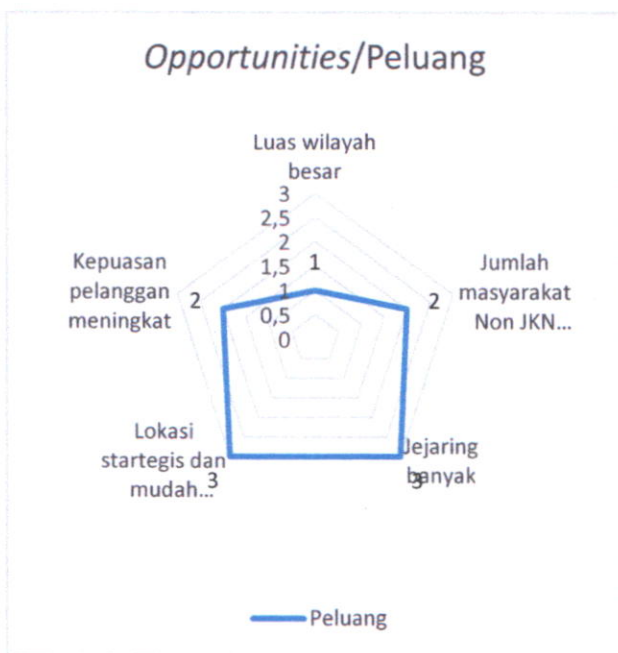 Opportunities/Peluang
Luas wilayah
besar
3
2,5
2
1,5
1
0,5
0
1
Jumlah
masyarakat
Non JKN...
2
Jejaring
banyak
3
Lokasi
startegis dan
mudah...
3
Kepuasan
pelanggan
meningkat
2
Peluang